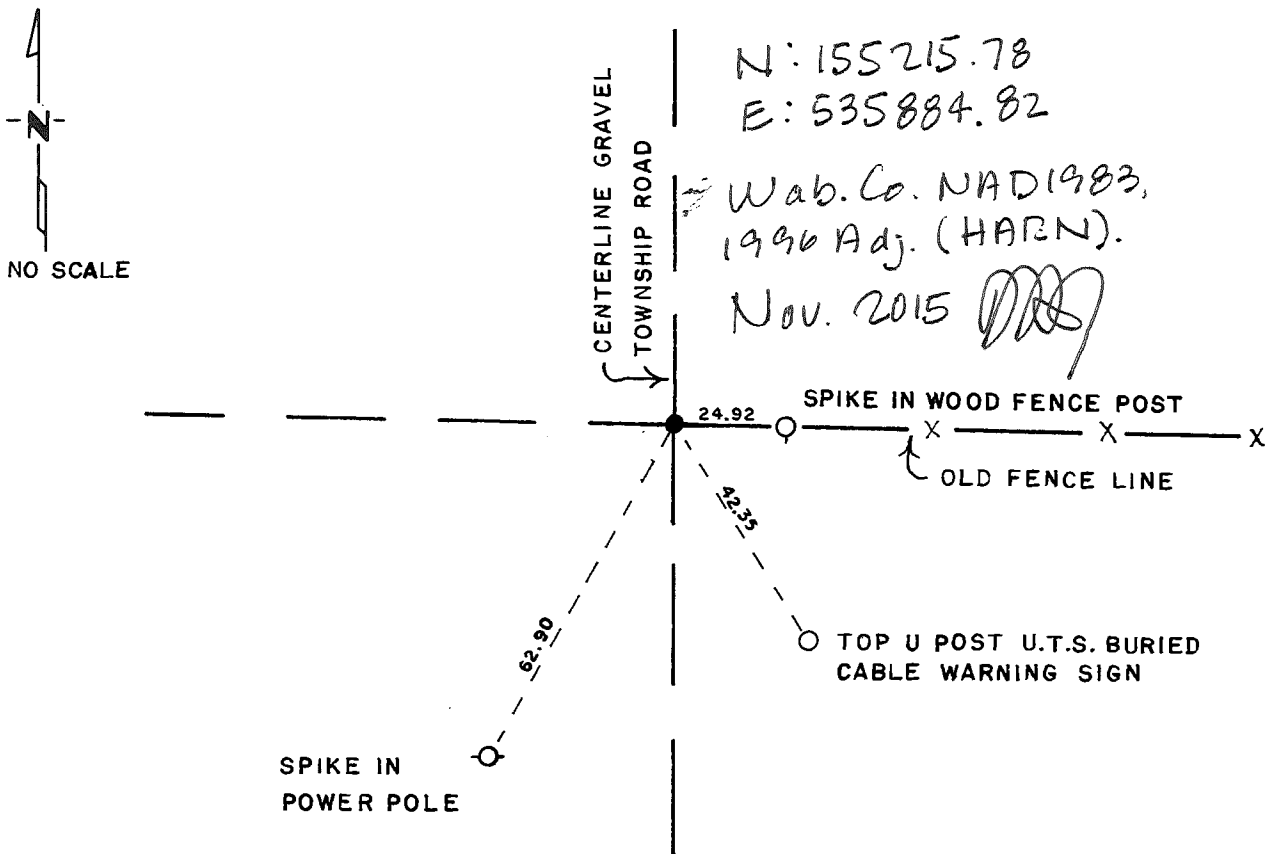 N: 155215.78
E: 535884.82
Wab. Co. NAD1983,
1996 Adj. (HARN).
Nov. 2015
N
NO SCALE
CENTERLINE GRAVEL
TOWNSHIP ROAD
24.92
SPIKE IN WOOD FENCE POST
X X X
OLD FENCE LINE
42.35
62.90
TOP U POST U.T.S. BURIED
CABLE WARNING SIGN
SPIKE IN
POWER POLE